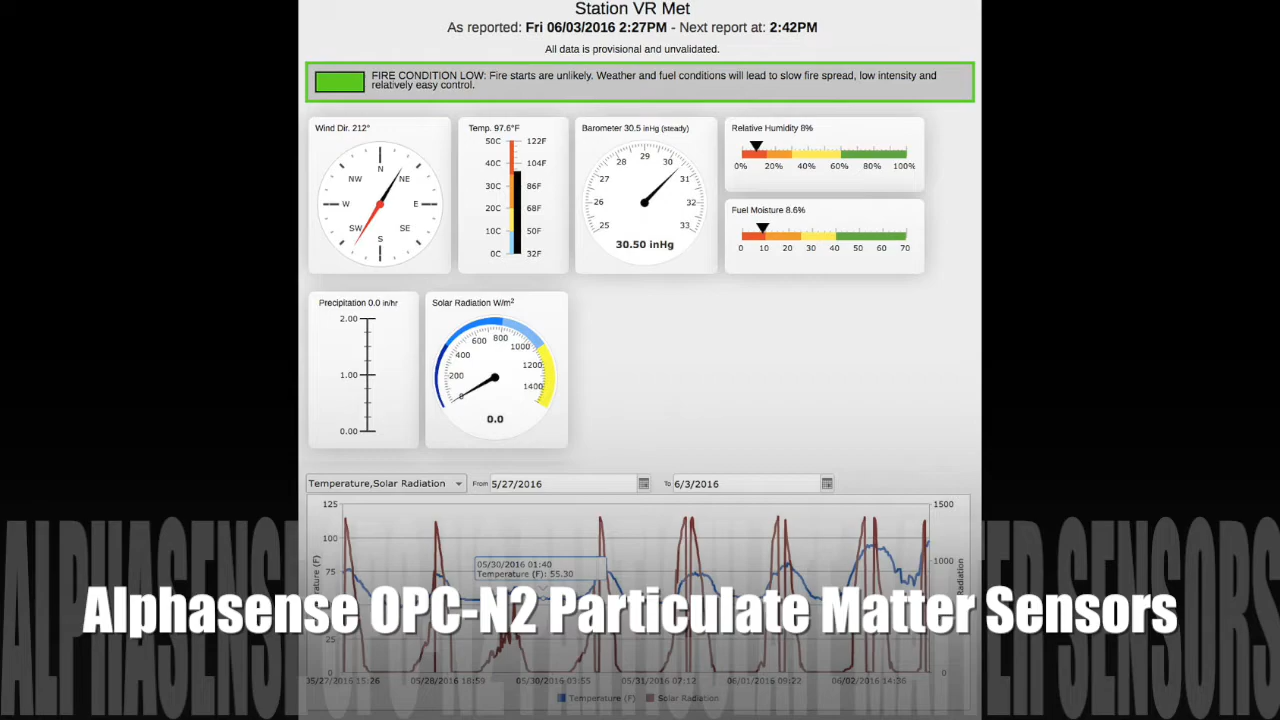 Station VR Met
As reported: Fri 06/03/2016 2:27PM - Next report at: 2:42PM
All data is provisional and unvalidated.
FIRE CONDITION LOW: Fire starts are unlikely. Weather and fuel conditions will lead to slow fire spread, low intensity and
relatively easy control.
Wind Dir. 212°
N
NW NE
W E
SW SE
S
Temp. 97.6°F
50C 122F
40C 104F
30C 86F
20C 68F
10C 50F
0C 32F
Barometer 30.5 inHg (steady)
25 26 27 28 29 30 31 32 33
30.50 inHg
Relative Humidity 8%
0% 20% 40% 60% 80% 100%
Fuel Moisture 8.6%
0 10 20 30 40 50 60 70
Precipitation 0.0 in/hr
2.00
1.00
0.00
Solar Radiation W/m²
0 200 400 600 800 1000 1200 1400
0.0
Temperature,Solar Radiation From 5/27/2016 To 6/3/2016
125 1500
100
1000
75
05/30/2016 01:40
Temperature (F): 55.30
Alphasense OPC-N2 Particulate Matter Sensors
25
0 0
05/27/2016 15:26 05/28/2016 18:59 05/30/2016 03:55 05/31/2016 07:12 06/01/2016 09:22 06/02/2016 14:36
Temperature (F) Solar Radiation